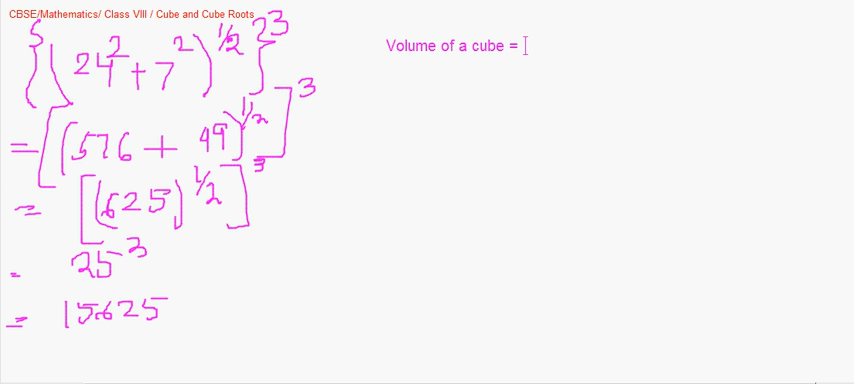 CBSE/Mathematics/ Class VIII / Cube and Cube Roots
{(24² + 7²)^1/2}³
= [(576 + 49)^1/2]³
= [(625)^1/2]³
= 25³
= 15625
Volume of a cube =